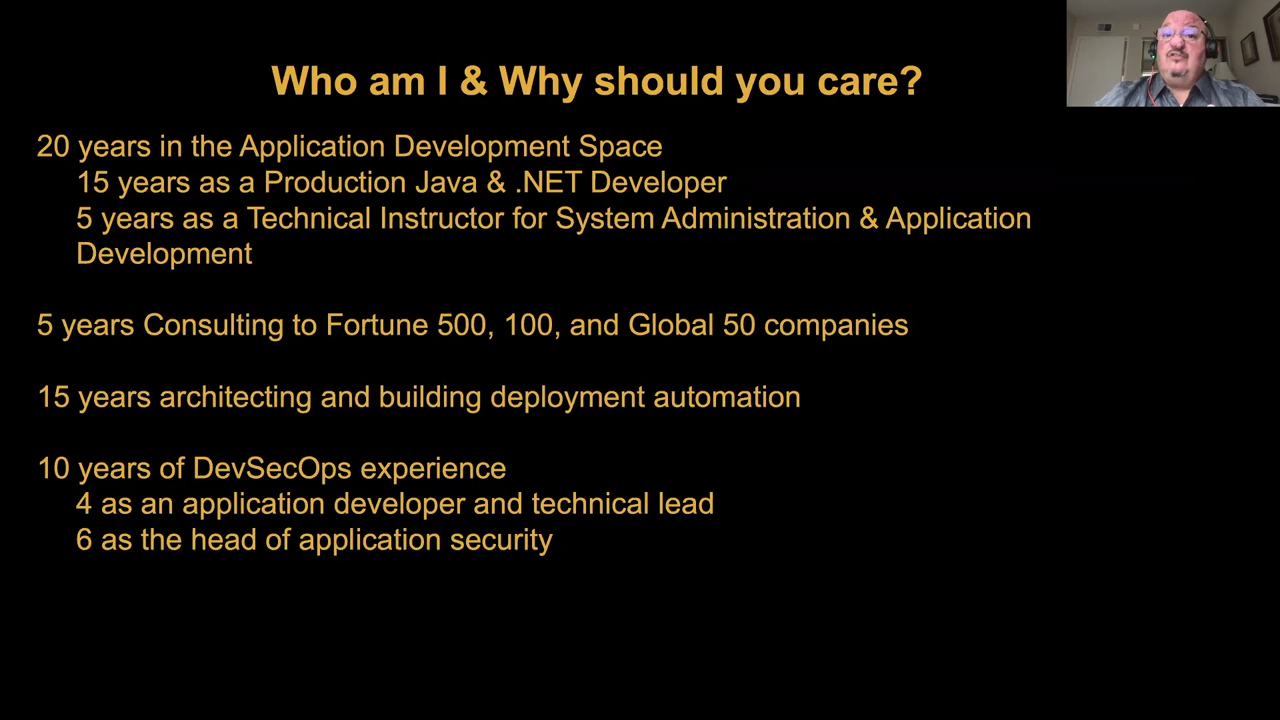 Who am I & Why should you care?
20 years in the Application Development Space
15 years as a Production Java & .NET Developer
5 years as a Technical Instructor for System Administration & Application
Development
5 years Consulting to Fortune 500, 100, and Global 50 companies
15 years architecting and building deployment automation
10 years of DevSecOps experience
4 as an application developer and technical lead
6 as the head of application security